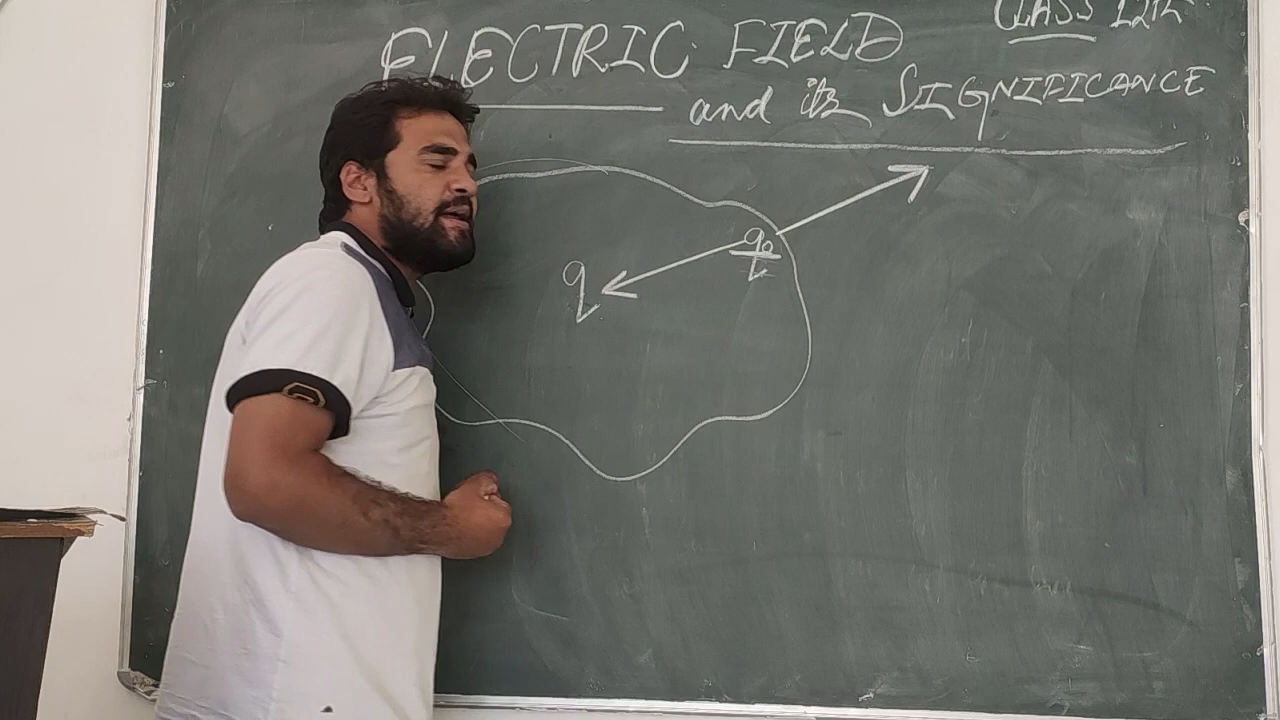 CLASS 12th
ELECTRIC FIELD
and its SIGNIFICANCE
q₀
q